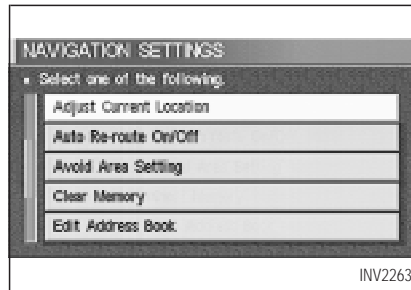 NAVIGATION SETTINGS
Select one of the following.
Adjust Current Location
Auto Re-route On/Off
Avoid Area Setting
Clear Memory
Edit Address Book
INV2263